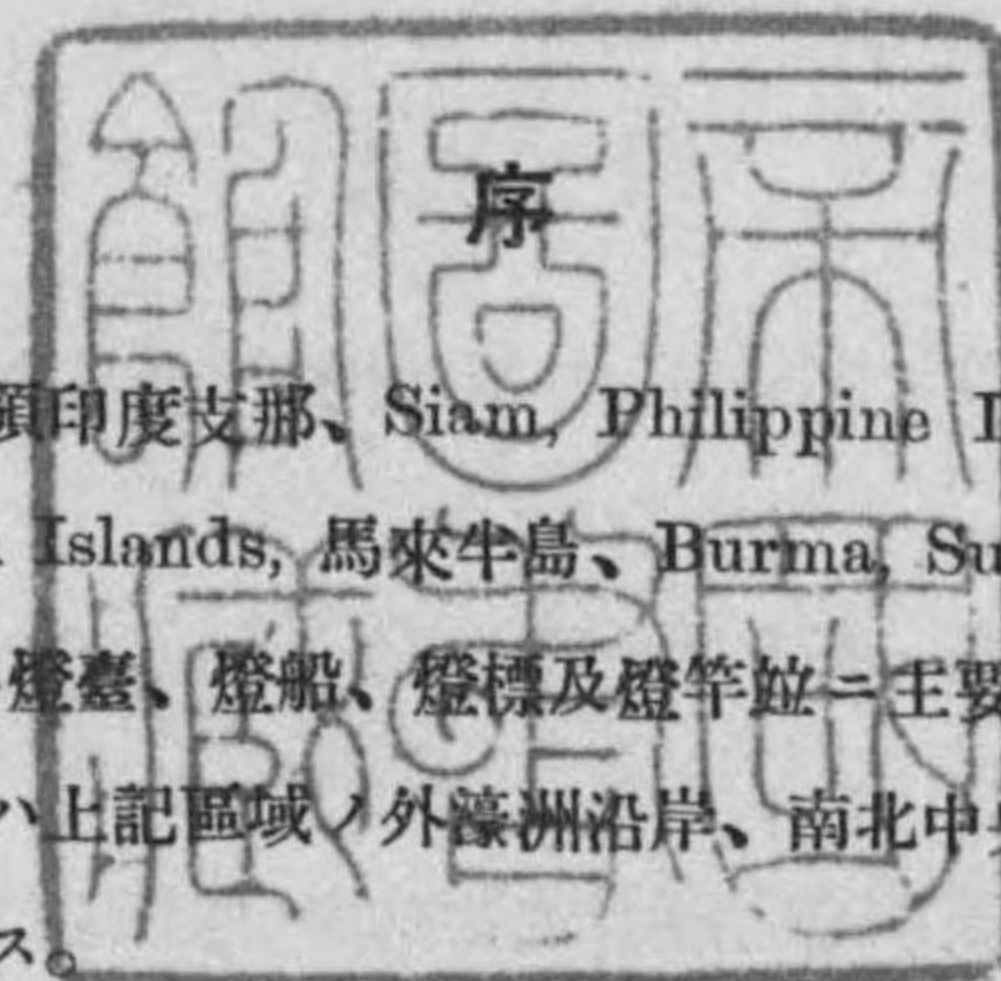 序
領印度支那、Siam, Philippine I
Islands, 馬來半島、Burma, Su
燈臺、燈船、燈標及燈竿竝ニ主要
ハ上記區域ノ外濠洲沿岸、南北中
ス。